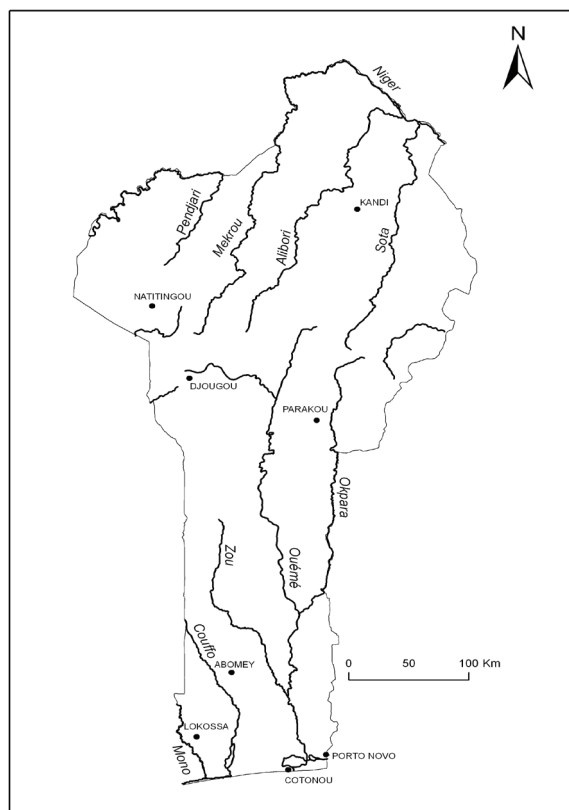 N
Niger
Pendjari
Mekrou
Alibori
KANDI
Sota
NATITINGOU
DJOUGOU
PARAKOU
Okpara
Zou
Ouémé
Couffo
ABOMEY
0 50 100 Km
LOKOSSA
Mono
PORTO NOVO
COTONOU